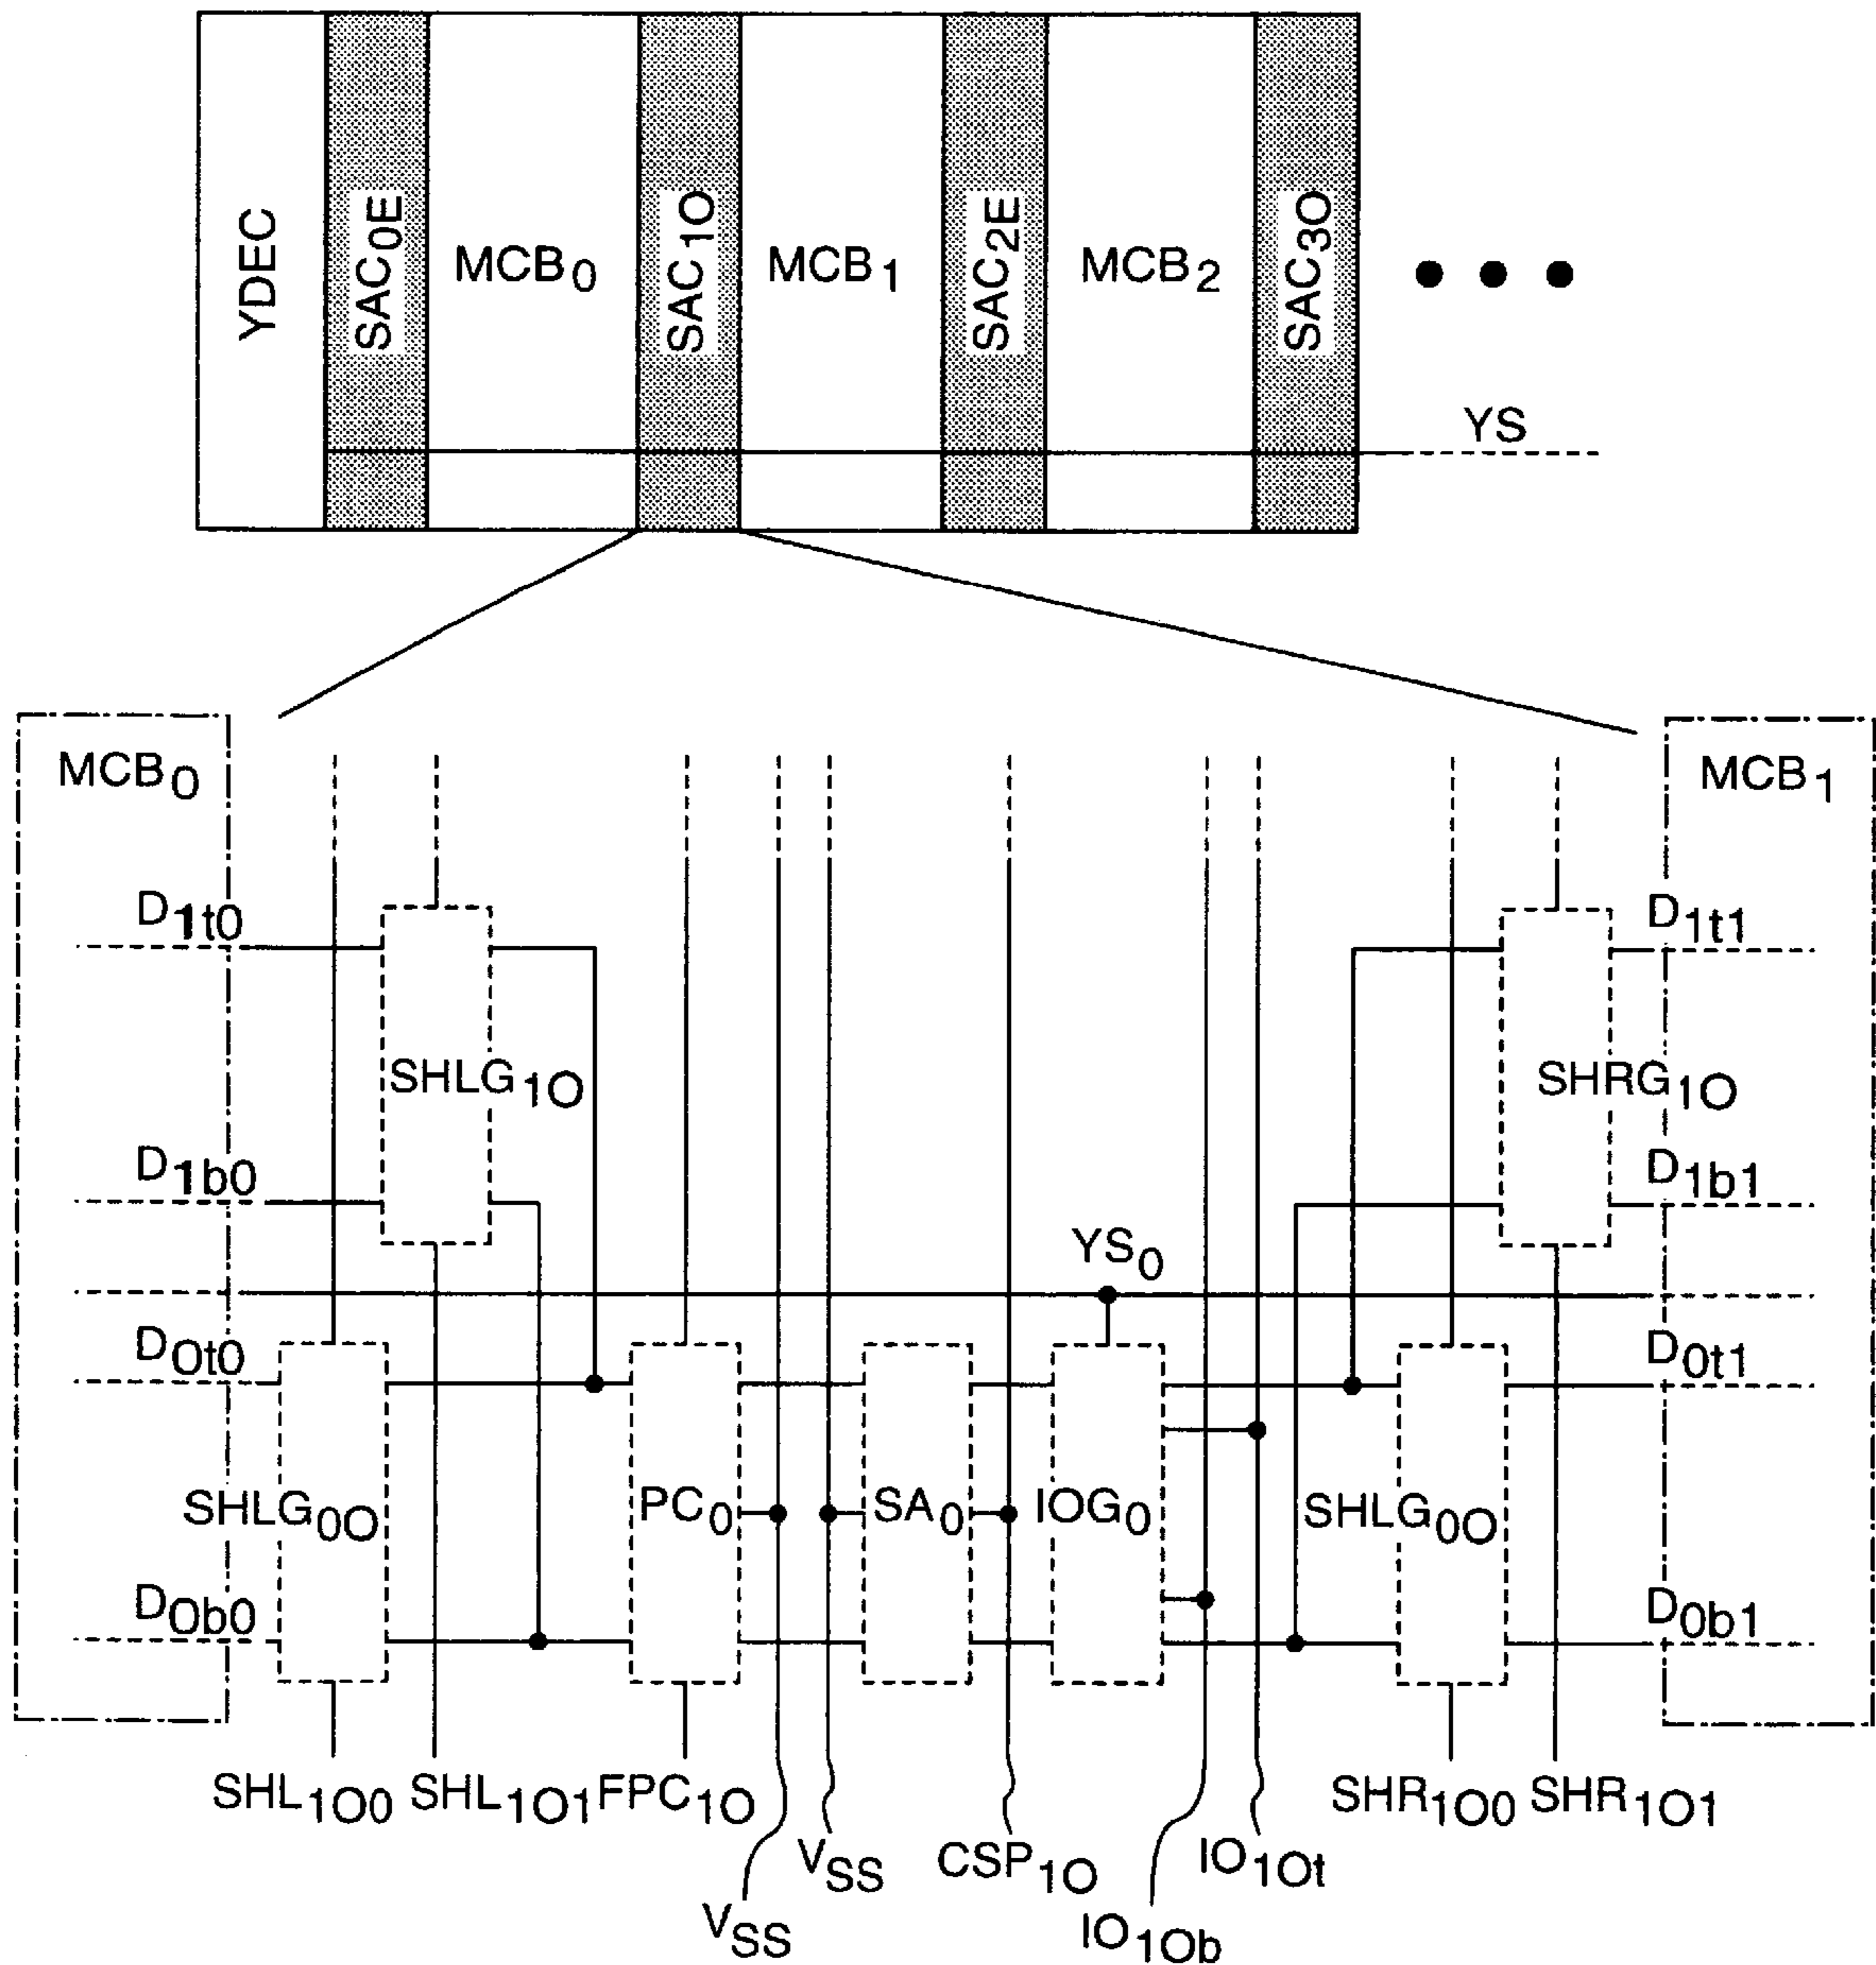 YDEC
SAC0E
MCB0
SAC1O
MCB1
SAC2E
MCB2
SAC3O
YS
MCB0
MCB1
D1t0
D1t1
SHLG1O
SHRG1O
D1b0
D1b1
YS0
D0t0
D0t1
SHLG0O
PC0
SA0
IOG0
SHLG0O
D0b0
D0b1
SHL1O0
SHL1O1
FPC1O
SHR1O0
SHR1O1
VSS
CSP1O
IO1Ot
VSS
IO1Ob